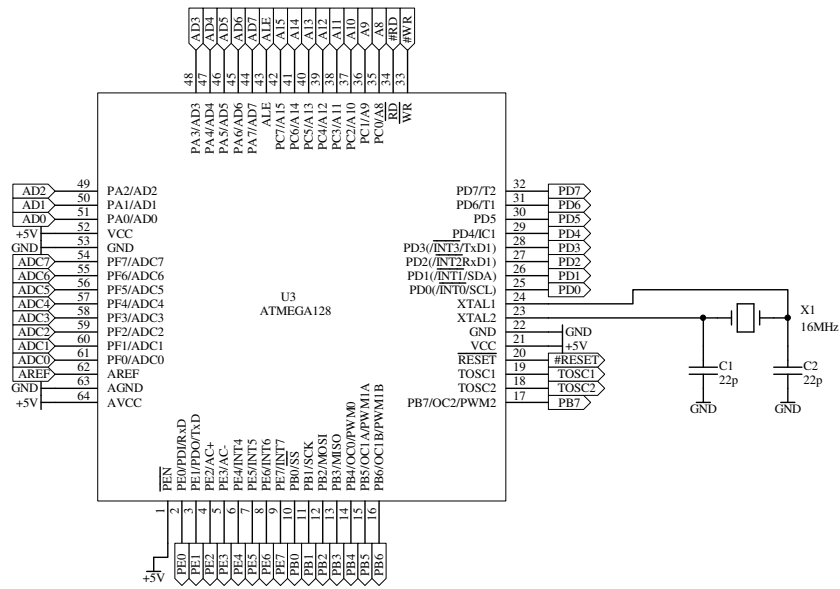 AD3 AD4 AD5 AD6 AD7 ALE A15 A14 A13 A12 A11 A10 A9 A8 #RD #WR
48 47 46 45 44 43 42 41 40 39 38 37 36 35 34 33
PA3/AD3 PA4/AD4 PA5/AD5 PA6/AD6 PA7/AD7 ALE PC7/A15 PC6/A14 PC5/A13 PC4/A12 PC3/A11 PC2/A10 PC1/A9 PC0/A8 RD WR
AD2 49 PA2/AD2 PD7/T2 32 PD7
AD1 50 PA1/AD1 PD6/T1 31 PD6
AD0 51 PA0/AD0 PD5 30 PD5
+5V 52 VCC PD4/IC1 29 PD4
GND 53 GND PD3(/INT3/TxD1) 28 PD3
ADC7 54 PF7/ADC7 PD2(/INT2RxD1) 27 PD2
ADC6 55 PF6/ADC6 PD1(/INT1/SDA) 26 PD1
ADC5 56 PF5/ADC5 PD0(/INT0/SCL) 25 PD0
ADC4 57 PF4/ADC4 XTAL1 24
ADC3 58 PF3/ADC3 XTAL2 23
ADC2 59 PF2/ADC2 GND 22 GND
ADC1 60 PF1/ADC1 VCC 21 +5V
ADC0 61 PF0/ADC0 RESET 20 #RESET
AREF 62 AREF TOSC1 19 TOSC1
GND 63 AGND TOSC2 18 TOSC2
+5V 64 AVCC PB7/OC2/PWM2 17 PB7
U3
ATMEGA128
X1
16MHz
C1
22p
GND
C2
22p
GND
PEN PE0/PDI/RxD PE1/PDO/TxD PE2/AC+ PE3/AC- PE4/INT4 PE5/INT5 PE6/INT6 PE7/INT7 PB0/SS PB1/SCK PB2/MOSI PB3/MISO PB4/OC0/PWM0 PB5/OC1A/PWM1A PB6/OC1B/PWM1B
1 2 3 4 5 6 7 8 9 10 11 12 13 14 15 16
+5V PE0 PE1 PE2 PE3 PE4 PE5 PE6 PE7 PB0 PB1 PB2 PB3 PB4 PB5 PB6